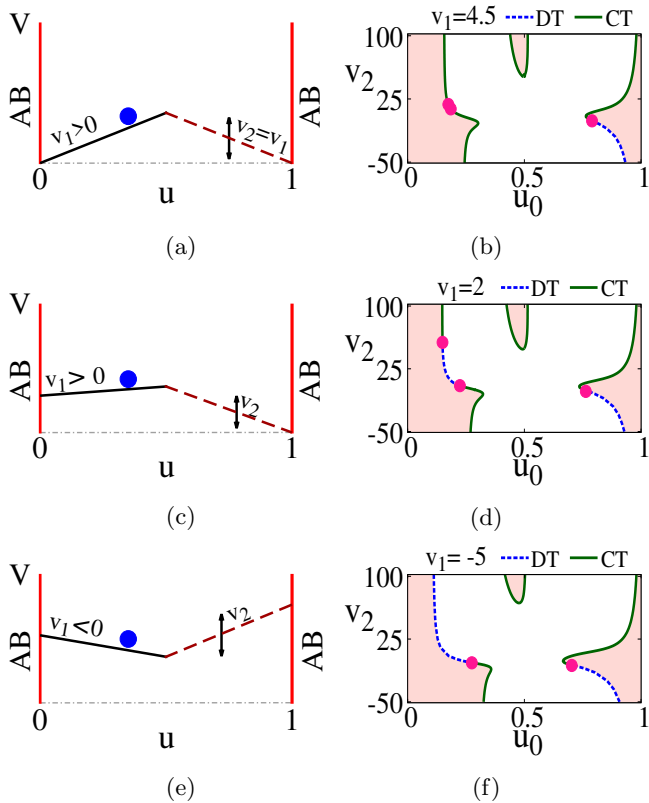 V
AB
AB
v₁>0
v₂=v₁
0
1
u
(a)
v₁=4.5 DT CT
v₂
100
25
-50
0
0.5
1
u₀
(b)
V
AB
AB
v₁ > 0
v₂
0
1
u
(c)
v₁=2 DT CT
v₂
100
25
-50
0
0.5
1
u₀
(d)
V
AB
AB
v₁<0
v₂
0
1
u
(e)
v₁= -5 DT CT
v₂
100
25
-50
0
0.5
1
u₀
(f)